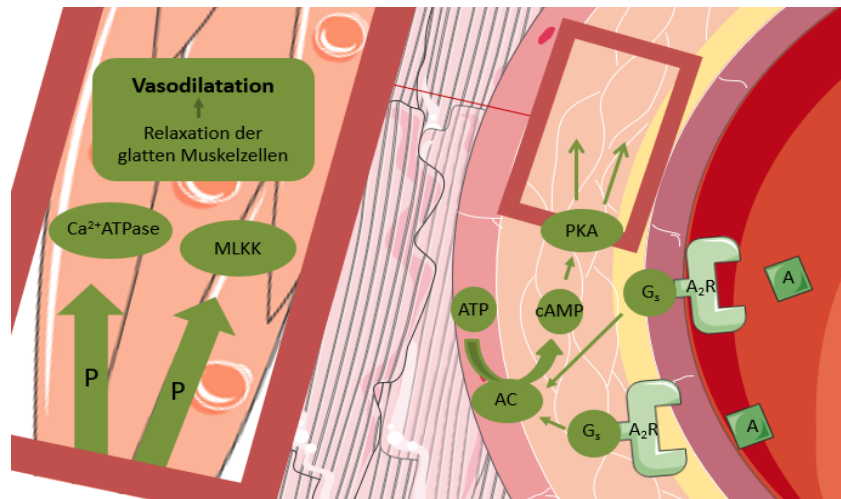 Vasodilatation
Relaxation der
glatten Muskelzellen
Ca²⁺ATPase
MLKK
P
P
PKA
ATP
cAMP
AC
Gₛ
A₂R
A
Gₛ
A₂R
A